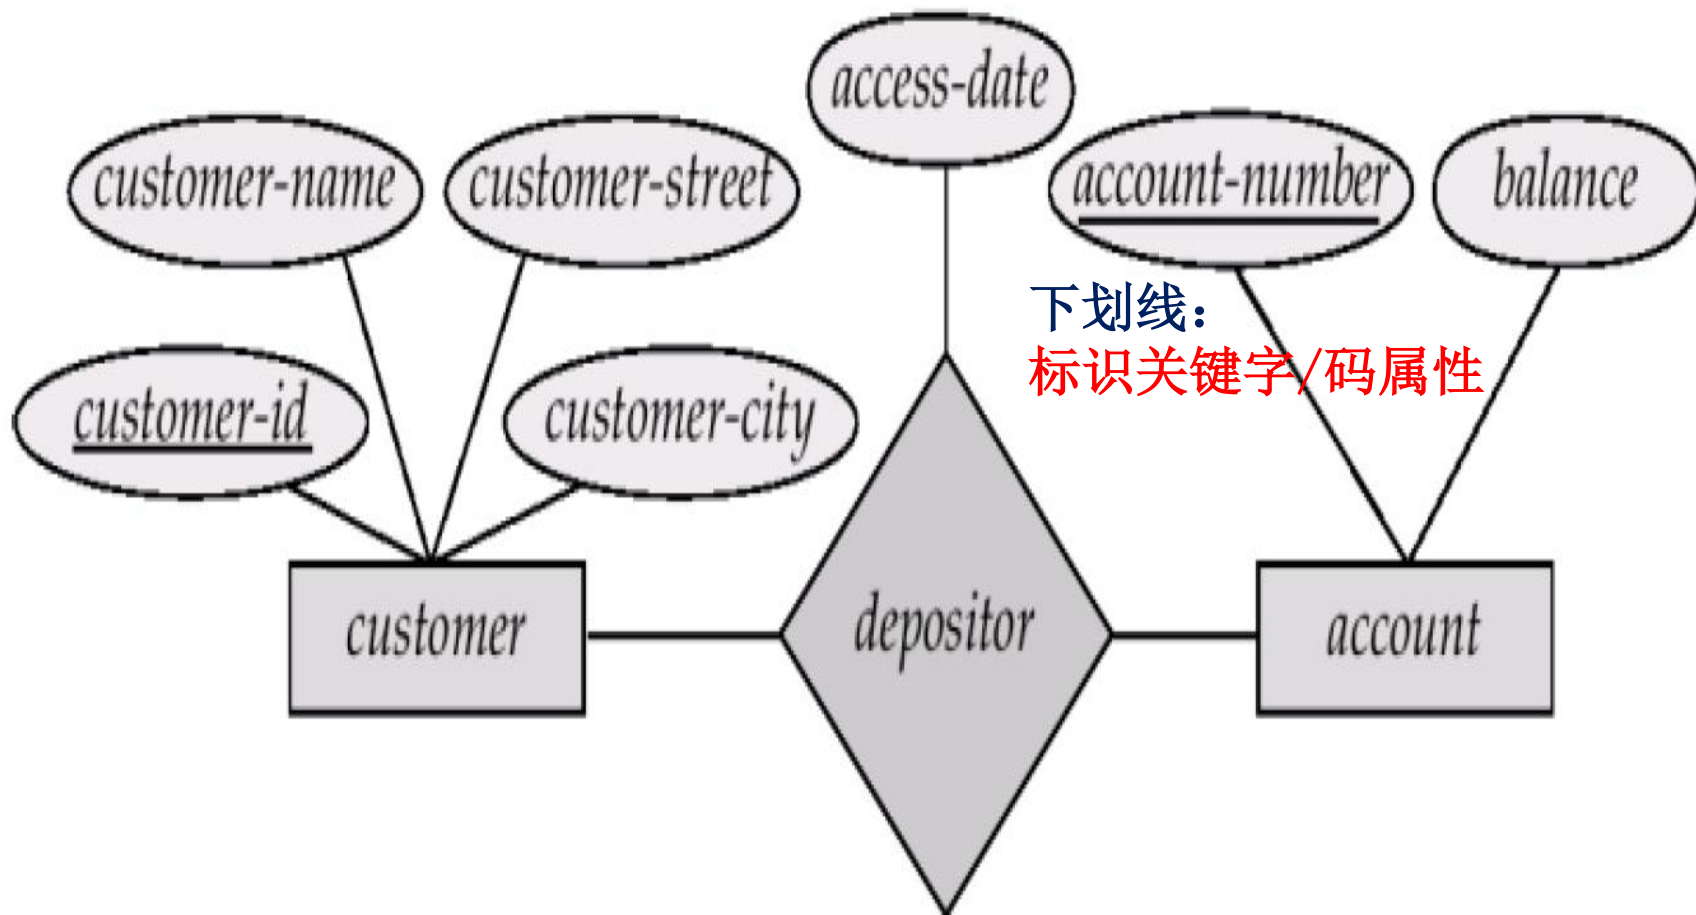 access-date
customer-name
customer-street
account-number
balance
下划线：
标识关键字/码属性
customer-id
customer-city
customer
depositor
account